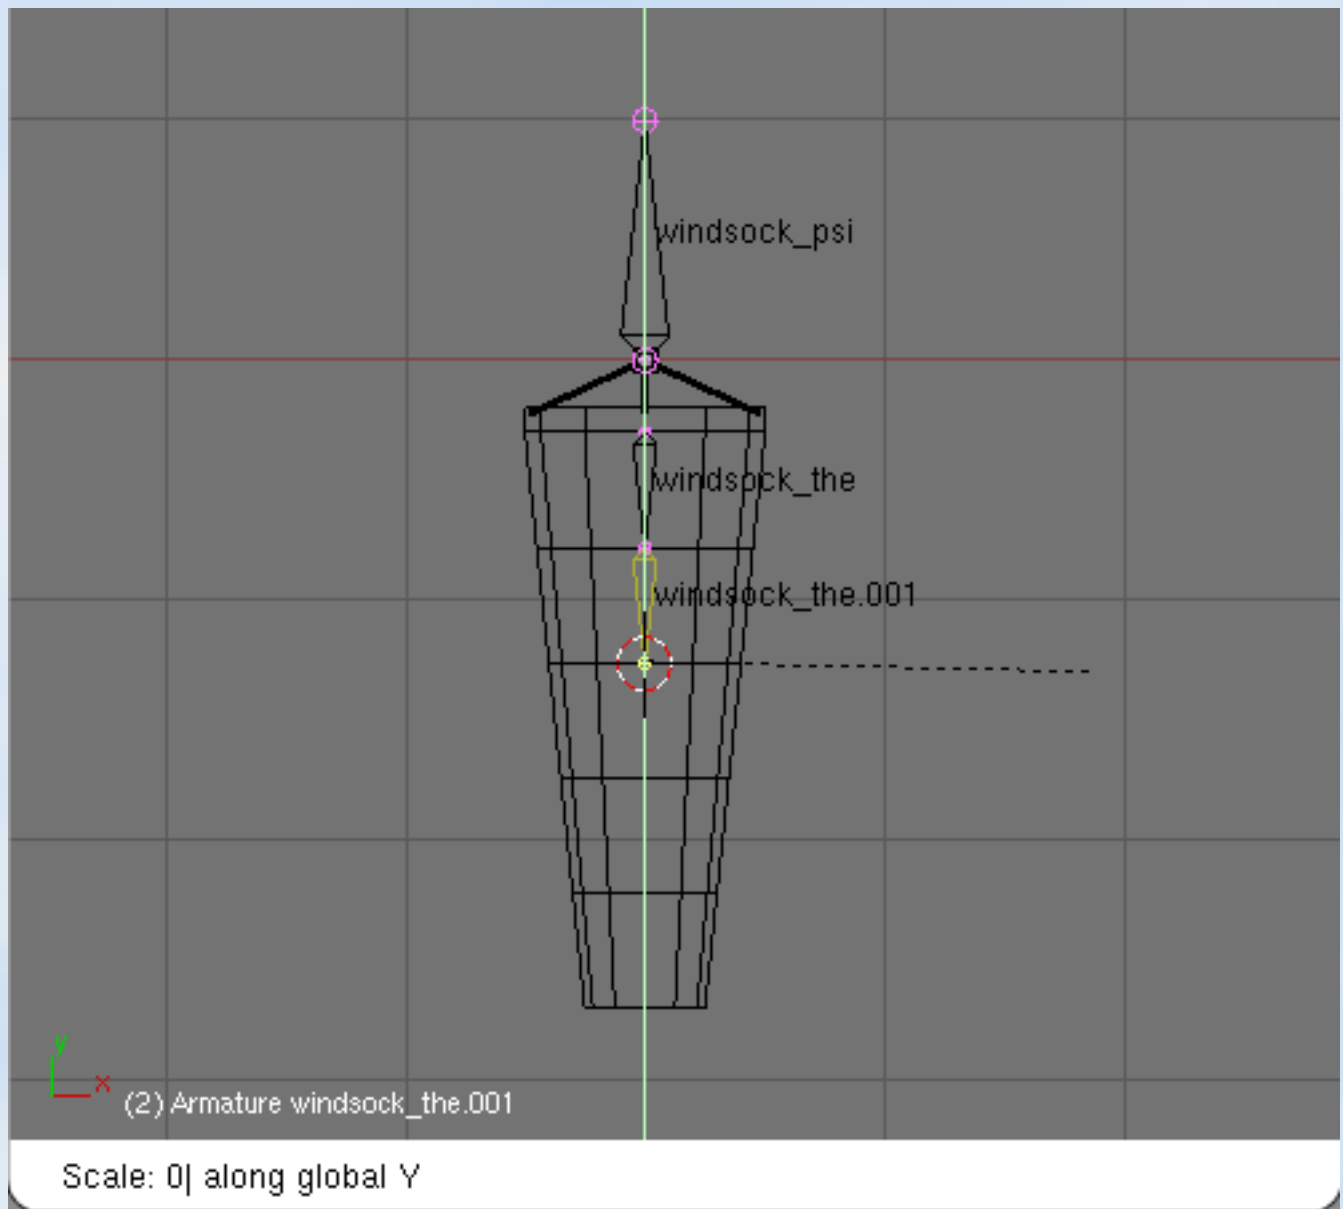 windsock_psi
windsock_the
windsock_the.001
y
x
(2) Armature windsock_the.001
Scale: 0| along global Y